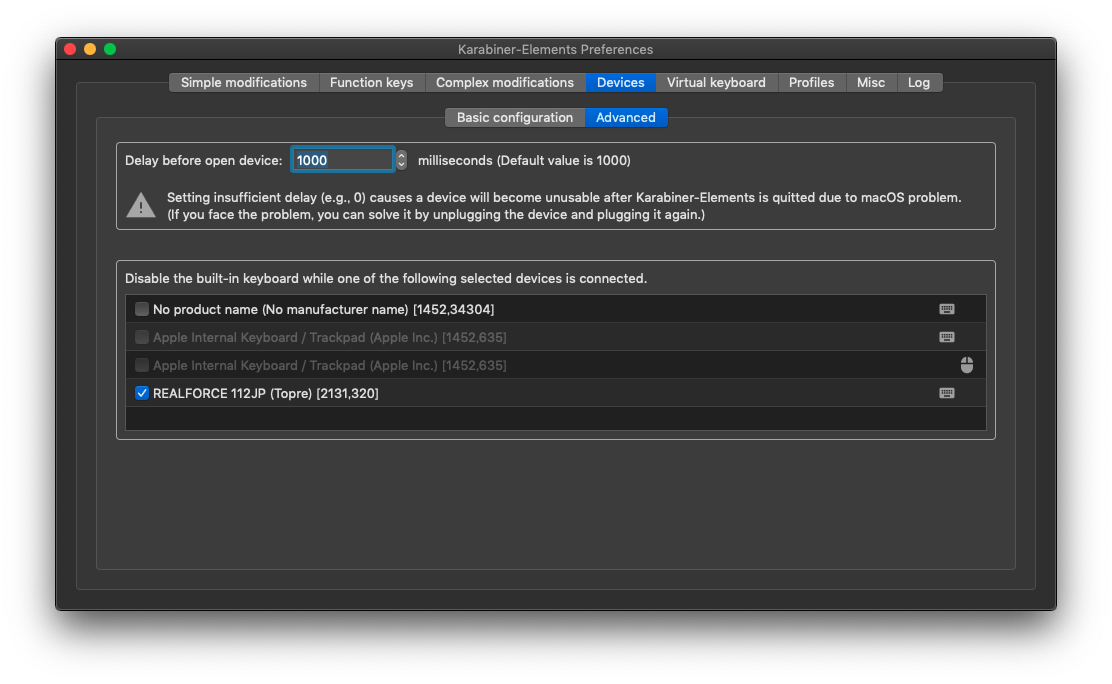 Karabiner-Elements Preferences
Simple modifications Function keys Complex modifications Devices Virtual keyboard Profiles Misc Log
Basic configuration Advanced
Delay before open device: 1000 milliseconds (Default value is 1000)
Setting insufficient delay (e.g., 0) causes a device will become unusable after Karabiner-Elements is quitted due to macOS problem.
(If you face the problem, you can solve it by unplugging the device and plugging it again.)
Disable the built-in keyboard while one of the following selected devices is connected.
No product name (No manufacturer name) [1452,34304]
Apple Internal Keyboard / Trackpad (Apple Inc.) [1452,635]
Apple Internal Keyboard / Trackpad (Apple Inc.) [1452,635]
REALFORCE 112JP (Topre) [2131,320]